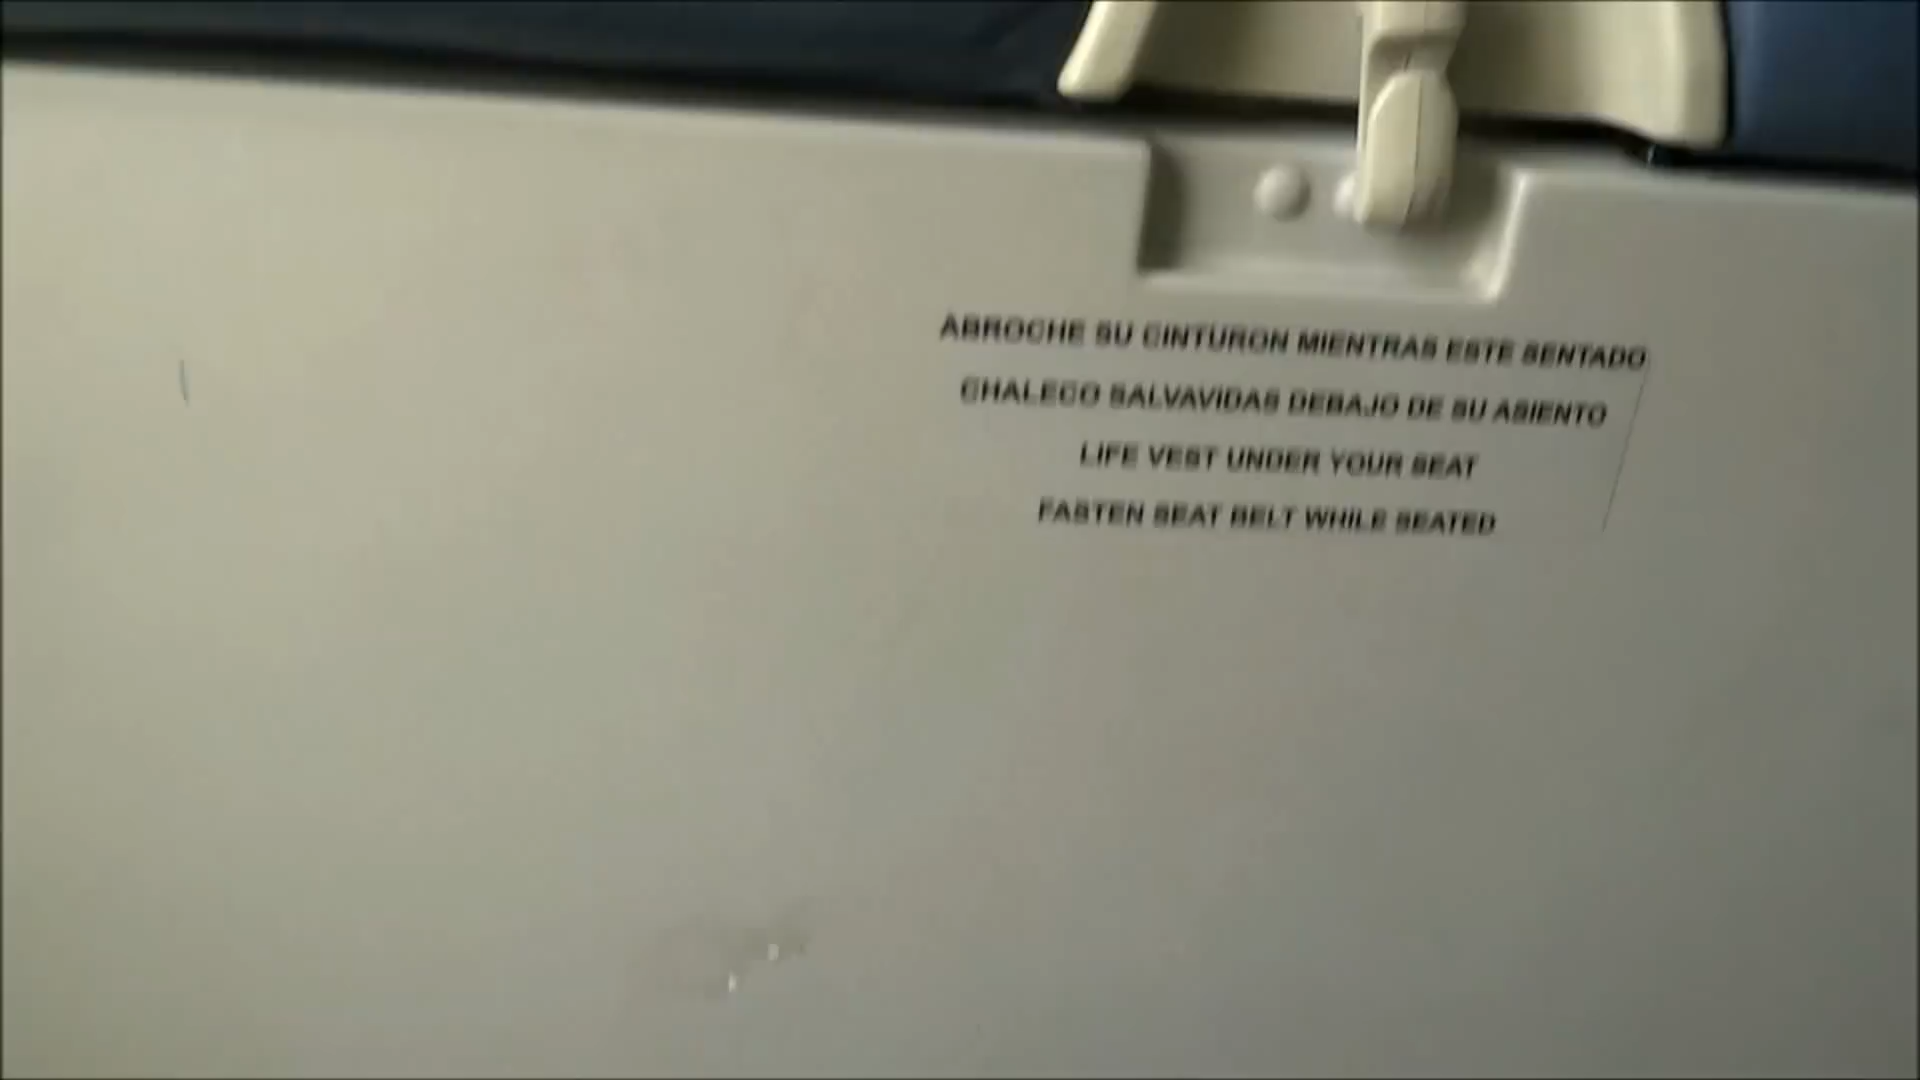 ABROCHE SU CINTURON MIENTRAS ESTE SENTADO
CHALECO SALVAVIDAS DEBAJO DE SU ASIENTO
LIFE VEST UNDER YOUR SEAT
FASTEN SEAT BELT WHILE SEATED